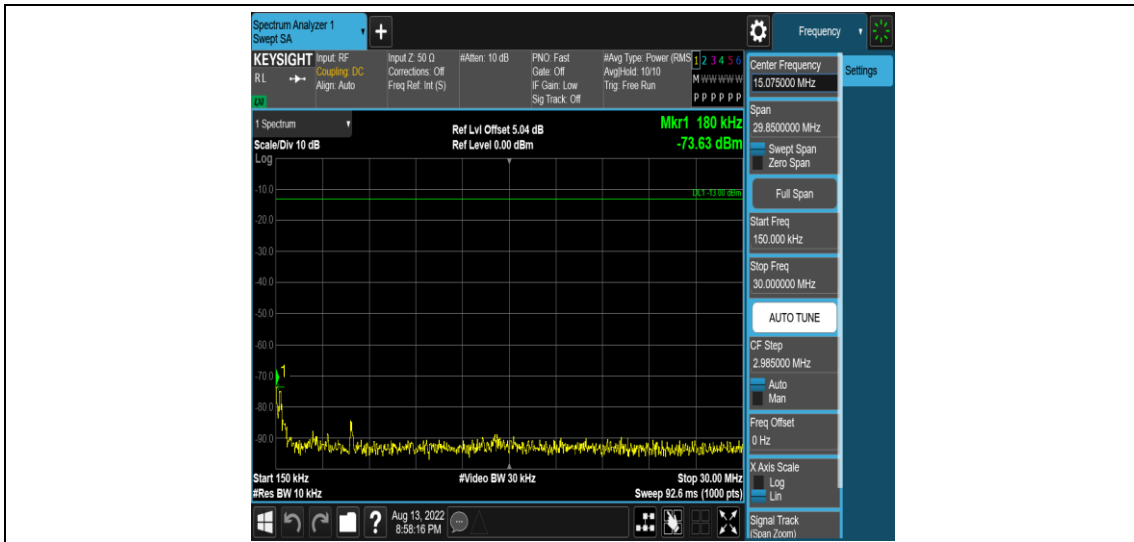 Spectrum Analyzer 1
Swept SA
+
Frequency
KEYSIGHT
RL
LXI
Input: RF
Coupling: DC
Align: Auto
Input Z: 50 Ω
Corrections: Off
Freq Ref: Int (S)
#Atten: 10 dB
PNO: Fast
Gate: Off
IF Gain: Low
Sig Track: Off
#Avg Type: Power (RMS
Avg|Hold: 10/10
Trig: Free Run
1 2 3 4 5 6
M W W W W W
P P P P P P
1 Spectrum
Scale/Div 10 dB
Log
Ref Lvl Offset 5.04 dB
Ref Level 0.00 dBm
Mkr1 180 kHz
-73.63 dBm
DL1 -13.00 dBm
-10.0
-20.0
-30.0
-40.0
-50.0
-60.0
-70.0
-80.0
-90.0
1
Start 150 kHz
#Res BW 10 kHz
#Video BW 30 kHz
Stop 30.00 MHz
Sweep 92.6 ms (1000 pts)
Center Frequency
15.075000 MHz
Settings
Span
29.8500000 MHz
Swept Span
Zero Span
Full Span
Start Freq
150.000 kHz
Stop Freq
30.000000 MHz
AUTO TUNE
CF Step
2.985000 MHz
Auto
Man
Freq Offset
0 Hz
X Axis Scale
Log
Lin
Signal Track
(Span Zoom)
?
Aug 13, 2022
8:58:16 PM